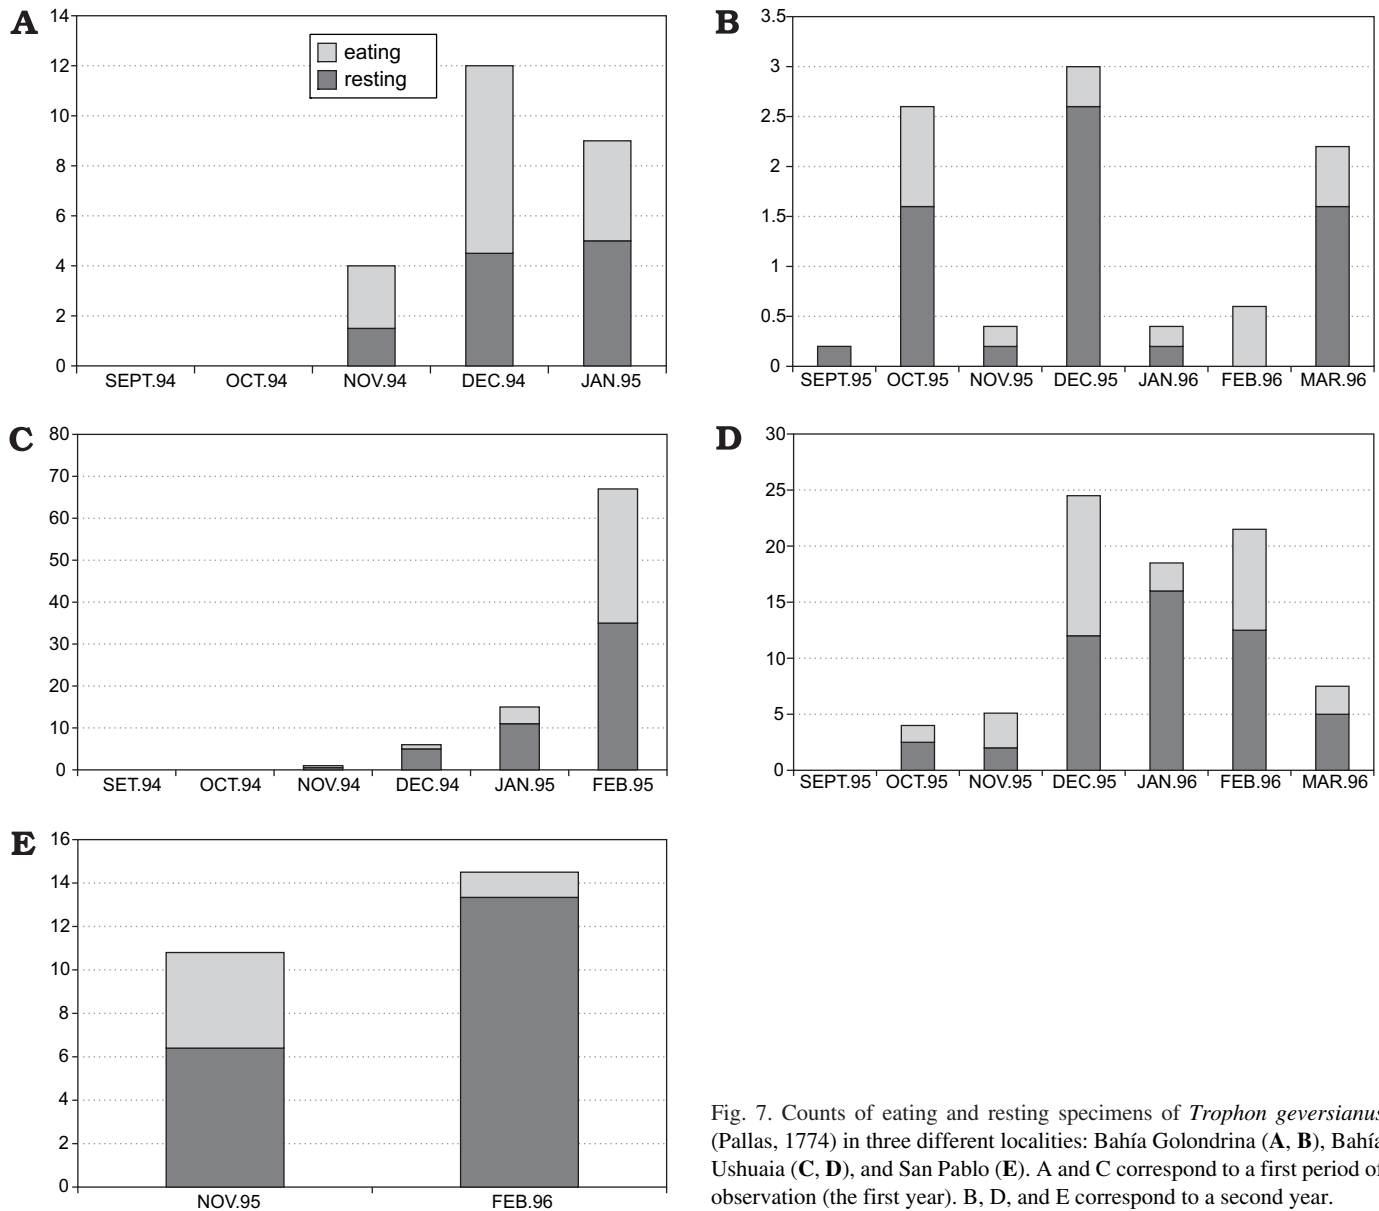 A
14
12
10
8
6
4
2
0
eating
resting
SEPT.94 OCT.94 NOV.94 DEC.94 JAN.95
B
3.5
3
2.5
2
1.5
1
0.5
0
SEPT.95 OCT.95 NOV.95 DEC.95 JAN.96 FEB.96 MAR.96
C
80
70
60
50
40
30
20
10
0
SET.94 OCT.94 NOV.94 DEC.94 JAN.95 FEB.95
D
30
25
20
15
10
5
0
SEPT.95 OCT.95 NOV.95 DEC.95 JAN.96 FEB.96 MAR.96
E
16
14
12
10
8
6
4
2
0
NOV.95 FEB.96
Fig. 7. Counts of eating and resting specimens of Trophon geversianus
(Pallas, 1774) in three different localities: Bahía Golondrina (A, B), Bahía
Ushuaia (C, D), and San Pablo (E). A and C correspond to a first period of
observation (the first year). B, D, and E correspond to a second year.